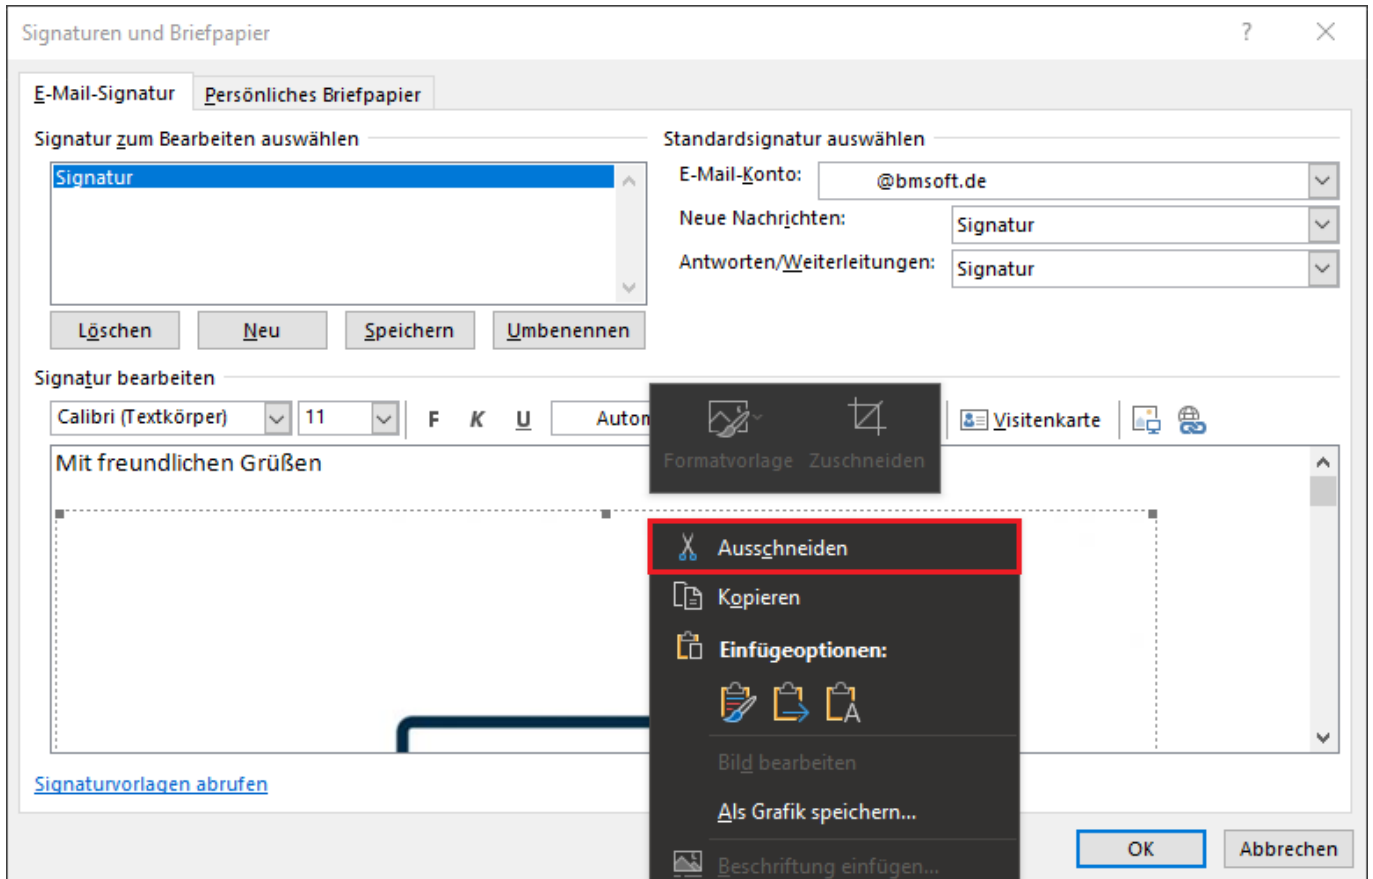 Signaturen und Briefpapier
?
E-Mail-Signatur
Persönliches Briefpapier
Signatur zum Bearbeiten auswählen
Signatur
Löschen
Neu
Speichern
Umbenennen
Standardsignatur auswählen
E-Mail-Konto:
@bmsoft.de
Neue Nachrichten:
Signatur
Antworten/Weiterleitungen:
Signatur
Signatur bearbeiten
Calibri (Textkörper)
11
F
K
U
Autom
Visitenkarte
Formatvorlage
Zuschneiden
Mit freundlichen Grüßen
Ausschneiden
Kopieren
Einfügeoptionen:
Bild bearbeiten
Als Grafik speichern...
Beschriftung einfügen...
Signaturvorlagen abrufen
OK
Abbrechen